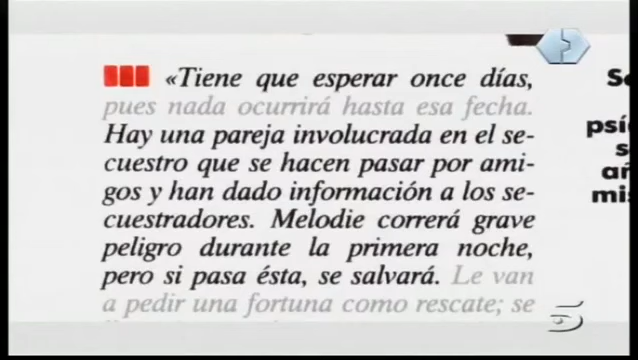 «Tiene que esperar once días,
pues nada ocurrirá hasta esa fecha.
Hay una pareja involucrada en el se-
cuestro que se hacen pasar por ami-
gos y han dado información a los se-
cuestradores. Melodie correrá grave
peligro durante la primera noche,
pero si pasa ésta, se salvará. Le van
a pedir una fortuna como rescate; se
5